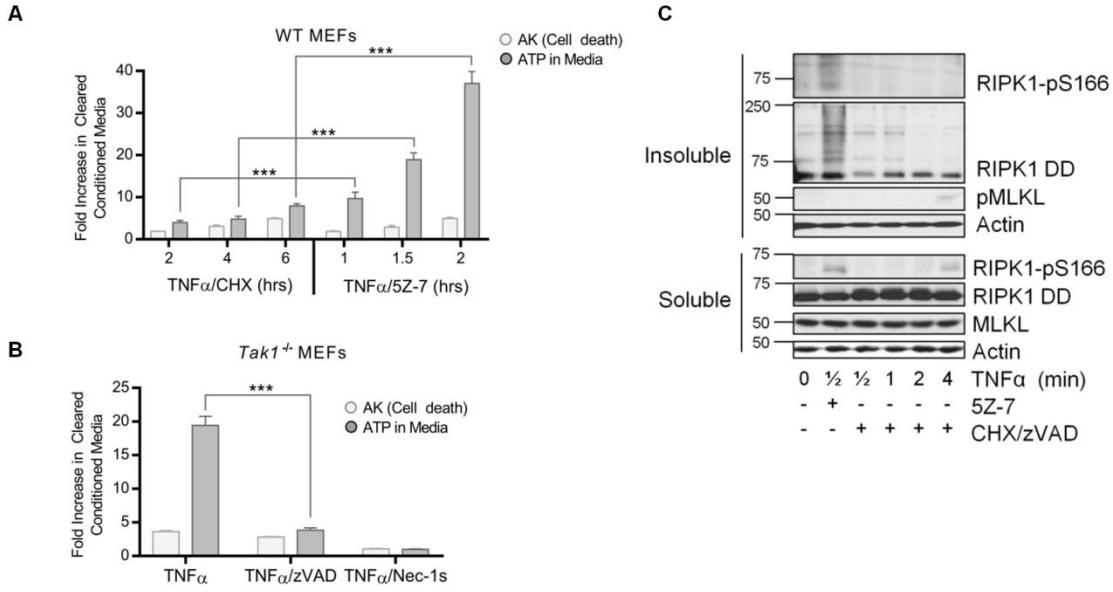 A
WT MEFs
AK (Cell death)
ATP in Media
Fold Increase in Cleared
Conditioned Media
40
30
20
10
0
***
***
***
2 4 6 1 1.5 2
TNFα/CHX (hrs) TNFα/5Z-7 (hrs)
B
Tak1-/- MEFs
AK (Cell death)
ATP in Media
Fold Increase in Cleared
Conditioned Media
25
20
15
10
5
0
***
TNFα TNFα/zVAD TNFα/Nec-1s
C
Insoluble
75 RIPK1-pS166
250
75 RIPK1 DD
50 pMLKL
50 Actin
Soluble
75 RIPK1-pS166
75 RIPK1 DD
50 MLKL
50 Actin
0 ½ ½ 1 2 4 TNFα (min)
- + - - - - 5Z-7
- - + + + + CHX/zVAD